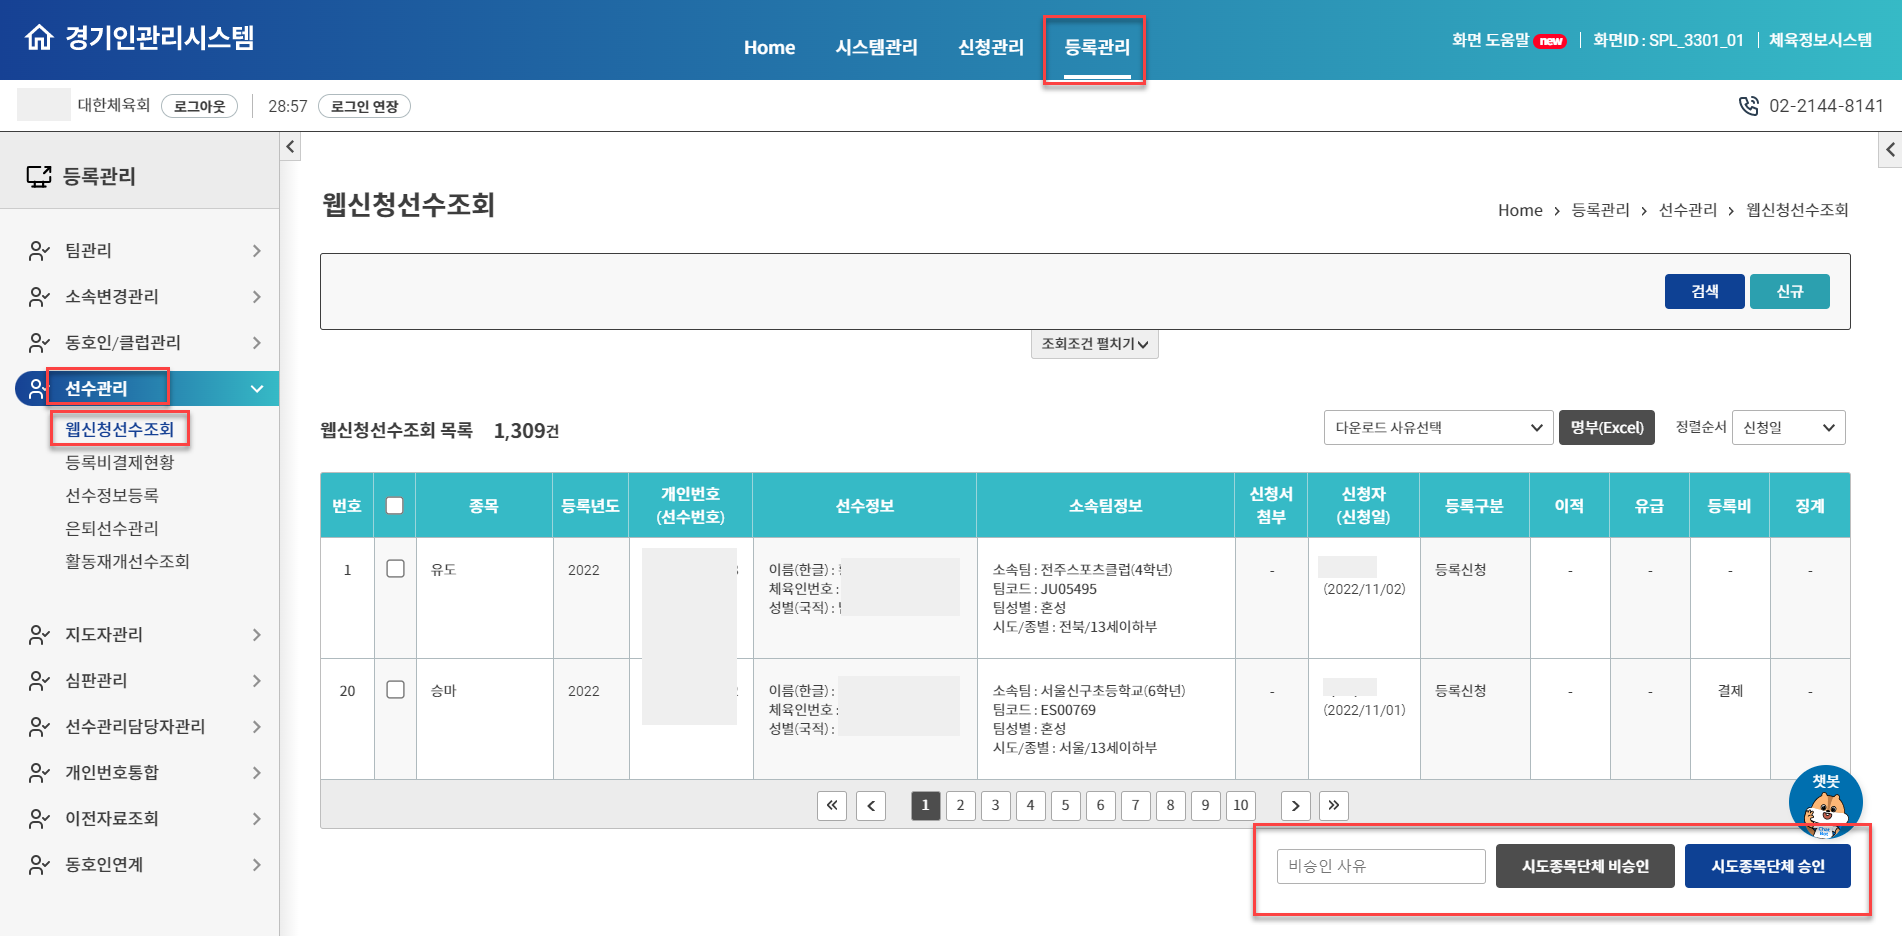 경기인관리시스템
Home 시스템관리 신청관리 등록관리
화면 도움말 new 화면ID : SPL_3301_01 체육정보시스템
대한체육회 로그아웃 28:57 로그인 연장
02-2144-8141
등록관리
팀관리
소속변경관리
동호인/클럽관리
선수관리
웹신청선수조회
등록비결제현황
선수정보등록
은퇴선수관리
활동재개선수조회
지도자관리
심판관리
선수관리담당자관리
개인번호통합
이전자료조회
동호인연계
웹신청선수조회
Home > 등록관리 > 선수관리 > 웹신청선수조회
검색 신규
조회조건 펼치기
웹신청선수조회 목록 1,309건
다운로드 사유선택 명부(Excel) 정렬순서 신청일
번호 종목 등록년도 개인번호 (선수번호) 선수정보 소속팀정보 신청서 첨부 신청자 (신청일) 등록구분 이적 유급 등록비 징계
1 유도 2022
이름(한글) :
체육인번호 :
성별(국적) :
소속팀 : 전주스포츠클럽(4학년)
팀코드 : JU05495
팀성별 : 혼성
시도/종별 : 전북/13세이하부
- (2022/11/02) 등록신청 - - - -
20 승마 2022
이름(한글) :
체육인번호 :
성별(국적) :
소속팀 : 서울신구초등학교(6학년)
팀코드 : ES00769
팀성별 : 혼성
시도/종별 : 서울/13세이하부
- (2022/11/01) 등록신청 - - 결제 -
1 2 3 4 5 6 7 8 9 10
챗봇
비승인 사유 시도종목단체 비승인 시도종목단체 승인